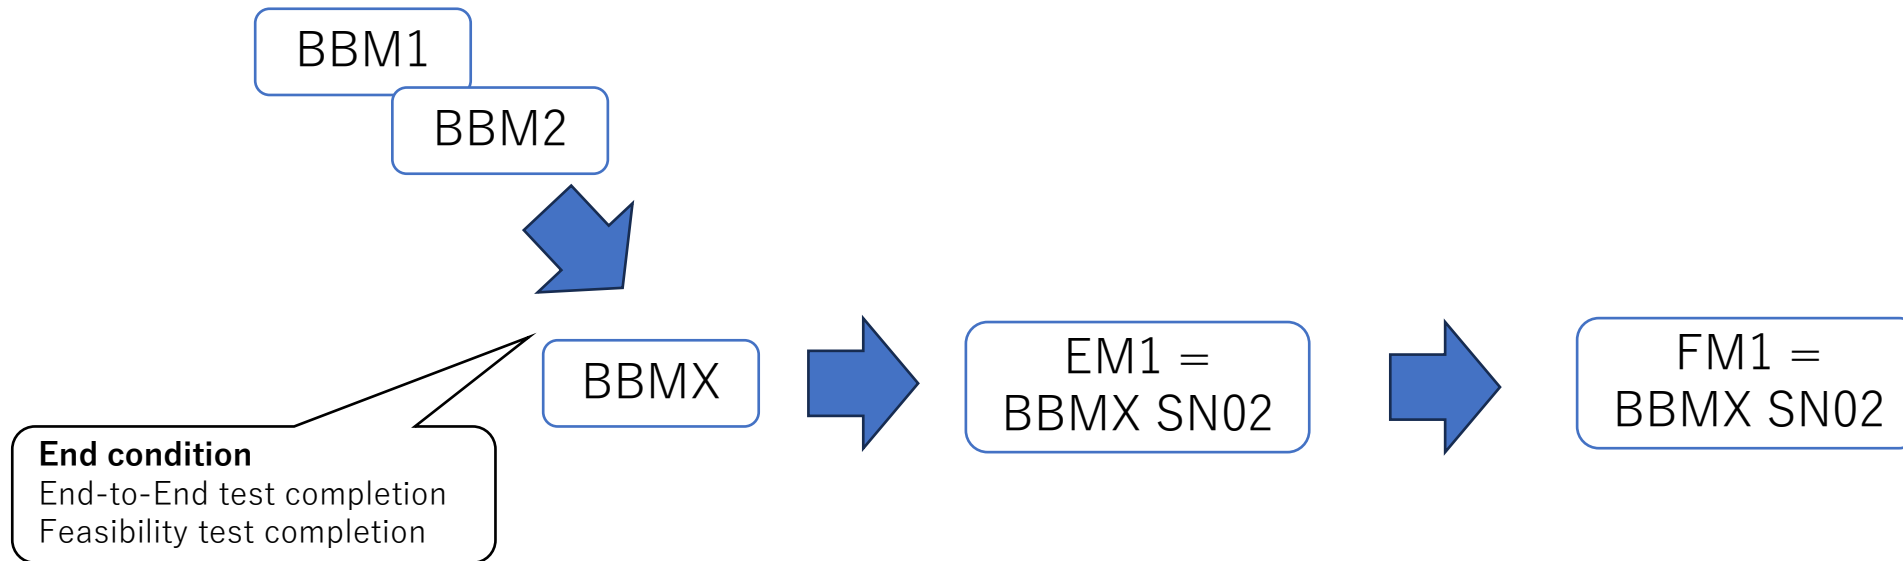 BBM1
BBM2
BBMX
EM1 =
BBMX SN02
FM1 =
BBMX SN02
End condition
End-to-End test completion
Feasibility test completion